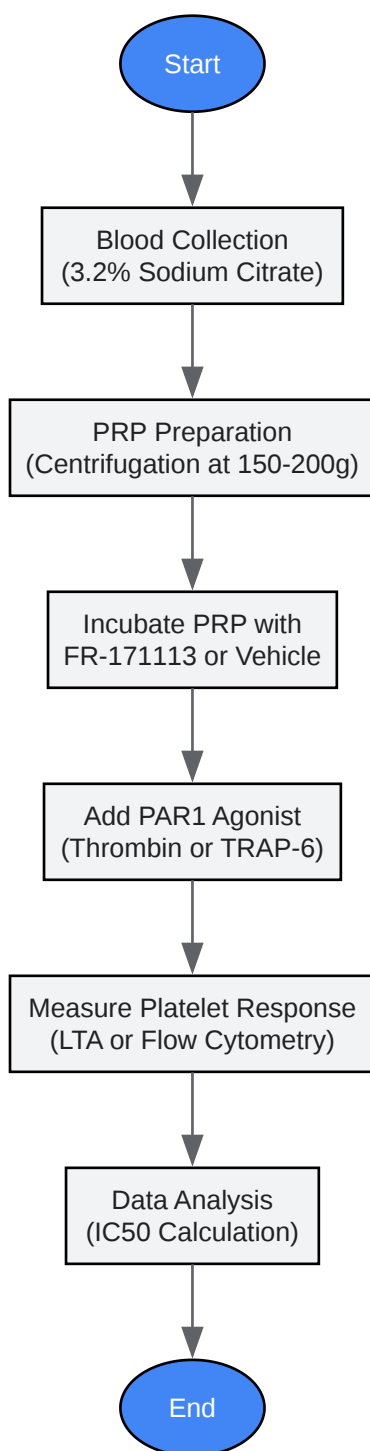 Start
Blood Collection
(3.2% Sodium Citrate)
PRP Preparation
(Centrifugation at 150-200g)
Incubate PRP with
FR-171113 or Vehicle
Add PAR1 Agonist
(Thrombin or TRAP-6)
Measure Platelet Response
(LTA or Flow Cytometry)
Data Analysis
(IC50 Calculation)
End